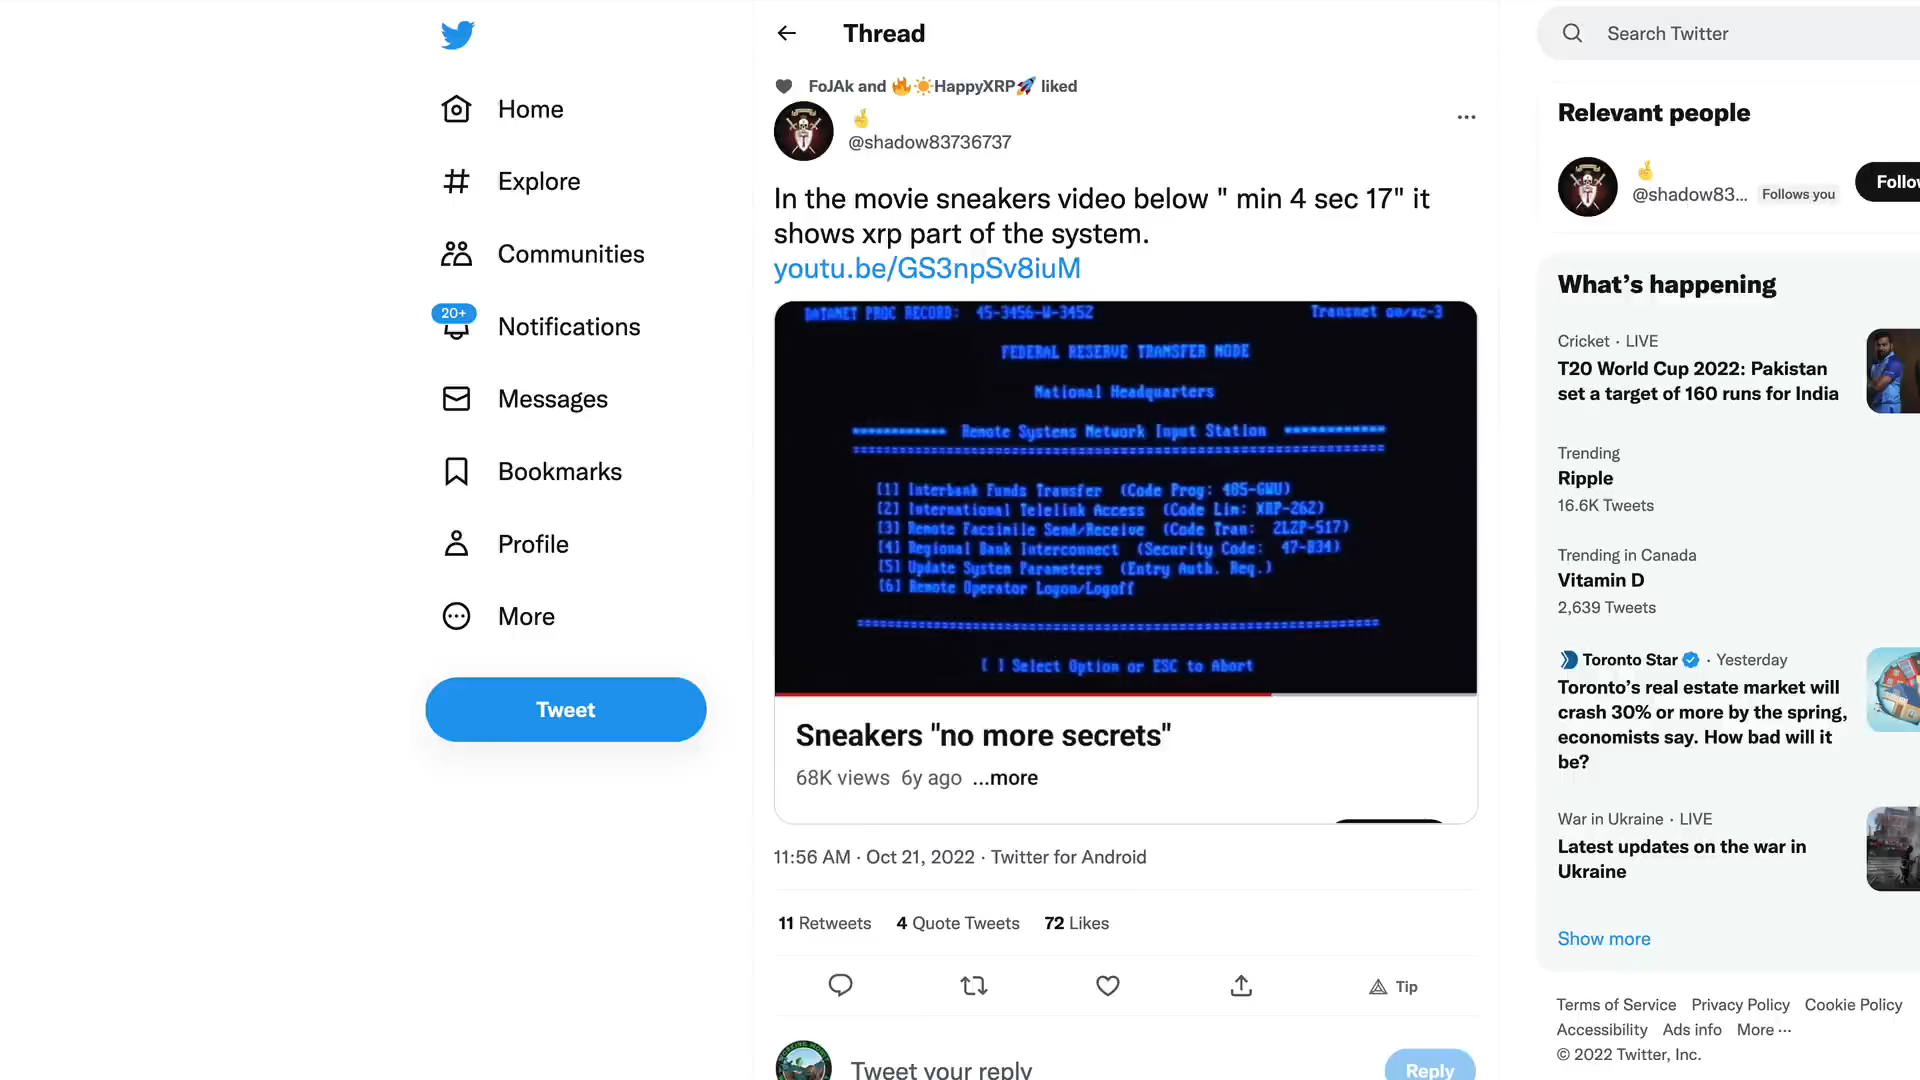 Home
Explore
Communities
20+
Notifications
Messages
Bookmarks
Profile
More
Tweet
Thread
FoJAk and 🔥☀️HappyXRP🚀 liked
🤞
@shadow83736737
In the movie sneakers video below " min 4 sec 17" it
shows xrp part of the system.
youtu.be/GS3npSv8iuM
DATANET PROC RECORD: 45-3456-W-3452
Transnet on/xc-3
FEDERAL RESERVE TRANSFER NODE
National Headquarters
************ Remote Systems Network Input Station ************
[1] Interbank Funds Transfer (Code Prog: 485-GWU)
[2] International Telelink Access (Code Lim: XRP-262)
[3] Remote Facsimile Send/Receive (Code Tran: 2LZP-517)
[4] Regional Bank Interconnect (Security Code: 47-B34)
[5] Update System Parameters (Entry Auth. Req.)
[6] Remote Operator Logon/Logoff
[ ] Select Option or ESC to Abort
Sneakers "no more secrets"
68K views 6y ago ...more
11:56 AM · Oct 21, 2022 · Twitter for Android
11 Retweets 4 Quote Tweets 72 Likes
Tip
Tweet your reply
Reply
Search Twitter
Relevant people
🤞
@shadow83... Follows you
Follow
What's happening
Cricket · LIVE
T20 World Cup 2022: Pakistan
set a target of 160 runs for India
Trending
Ripple
16.6K Tweets
Trending in Canada
Vitamin D
2,639 Tweets
Toronto Star · Yesterday
Toronto's real estate market will
crash 30% or more by the spring,
economists say. How bad will it
be?
War in Ukraine · LIVE
Latest updates on the war in
Ukraine
Show more
Terms of Service Privacy Policy Cookie Policy
Accessibility Ads info More ···
© 2022 Twitter, Inc.